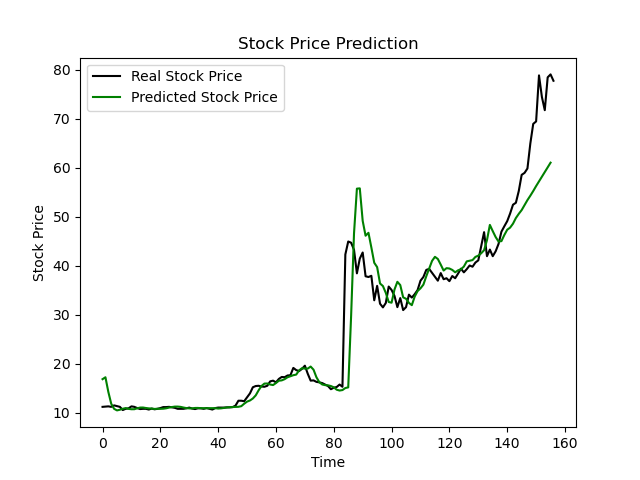 Stock Price Prediction
Real Stock Price
Predicted Stock Price
80
70
60
50
40
30
20
10
Stock Price
0 20 40 60 80 100 120 140 160
Time